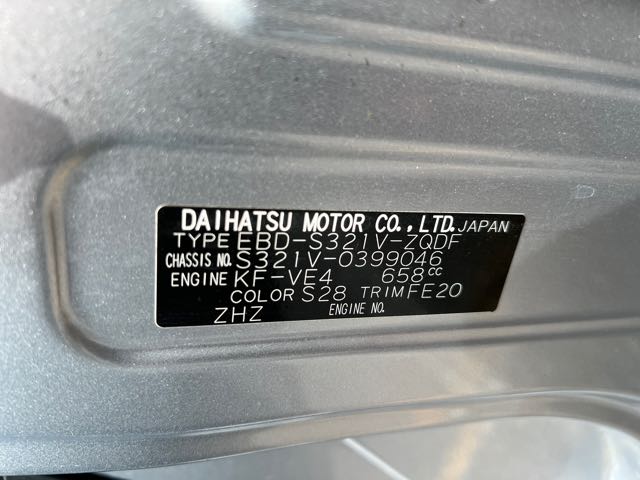 DAIHATSU MOTOR CO.,LTD. JAPAN
TYPE EBD-S321V-ZQDF
CHASSIS NO. S321V-0399046
ENGINE KF-VE4 658cc
COLOR S28 TRIM FE20
ZHZ ENGINE NO.